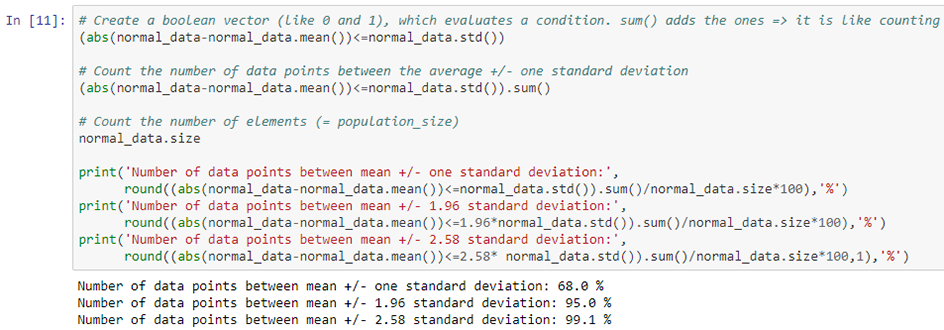 In [11]:
# Create a boolean vector (like 0 and 1), which evaluates a condition. sum() adds the ones => it is like counting
(abs(normal_data-normal_data.mean())<=normal_data.std())
# Count the number of data points between the average +/- one standard deviation
(abs(normal_data-normal_data.mean())<=normal_data.std()).sum()
# Count the number of elements (= population_size)
normal_data.size
print('Number of data points between mean +/- one standard deviation:',
round((abs(normal_data-normal_data.mean())<=normal_data.std()).sum()/normal_data.size*100),'%')
print('Number of data points between mean +/- 1.96 standard deviation:',
round((abs(normal_data-normal_data.mean())<=1.96*normal_data.std()).sum()/normal_data.size*100),'%')
print('Number of data points between mean +/- 2.58 standard deviation:',
round((abs(normal_data-normal_data.mean())<=2.58* normal_data.std()).sum()/normal_data.size*100,1),'%')
Number of data points between mean +/- one standard deviation: 68.0 %
Number of data points between mean +/- 1.96 standard deviation: 95.0 %
Number of data points between mean +/- 2.58 standard deviation: 99.1 %